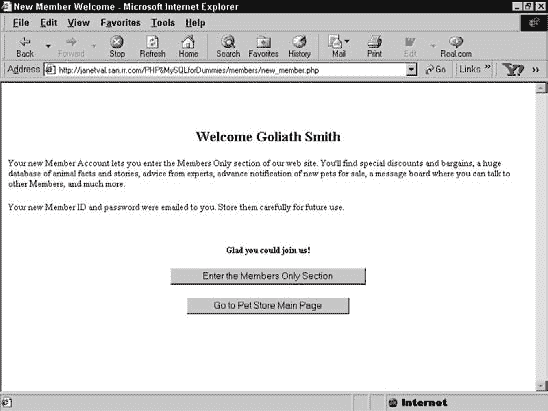 New Member Welcome - Microsoft Internet Explorer
File Edit View Favorites Tools Help
Back Forward Stop Refresh Home Search Favorites History Mail Print Edit Real.com
Address http://janetval.san.rr.com/PHP&MySQLforDummies/members/new_member.php Go Links » Y! »
Welcome Goliath Smith
Your new Member Account lets you enter the Members Only section of our web site. You'll find special discounts and bargains, a huge
database of animal facts and stories, advice from experts, advance notification of new pets for sale, a message board where you can talk to
other Members, and much more.
Your new Member ID and password were emailed to you. Store them carefully for future use.
Glad you could join us!
Enter the Members Only Section
Go to Pet Store Main Page
Internet